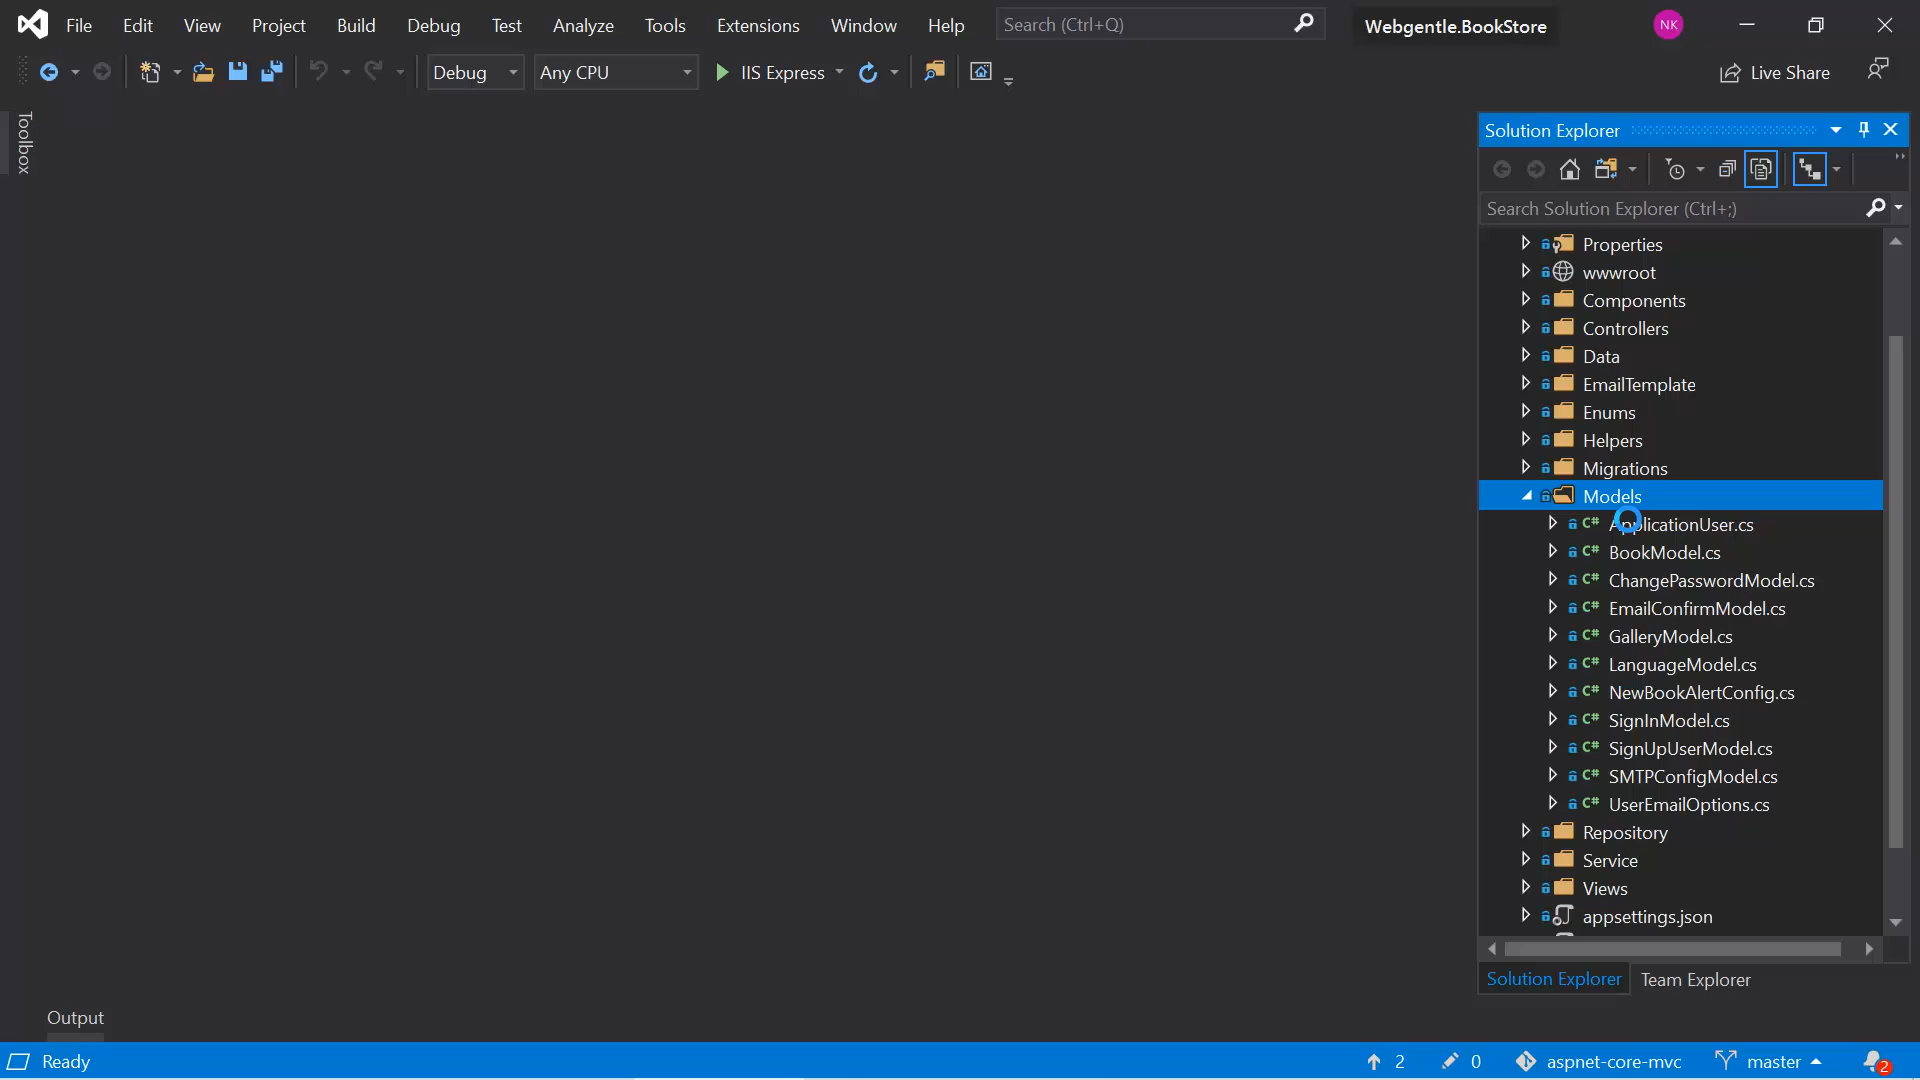 File Edit View Project Build Debug Test Analyze Tools Extensions Window Help Search (Ctrl+Q) Webgentle.BookStore NK
Debug Any CPU IIS Express Live Share
Toolbox
Solution Explorer
Search Solution Explorer (Ctrl+;)
Properties
wwwroot
Components
Controllers
Data
EmailTemplate
Enums
Helpers
Migrations
Models
C# ApplicationUser.cs
C# BookModel.cs
C# ChangePasswordModel.cs
C# EmailConfirmModel.cs
C# GalleryModel.cs
C# LanguageModel.cs
C# NewBookAlertConfig.cs
C# SignInModel.cs
C# SignUpUserModel.cs
C# SMTPConfigModel.cs
C# UserEmailOptions.cs
Repository
Service
Views
appsettings.json
Solution Explorer Team Explorer
Output
Ready 2 0 aspnet-core-mvc master 2